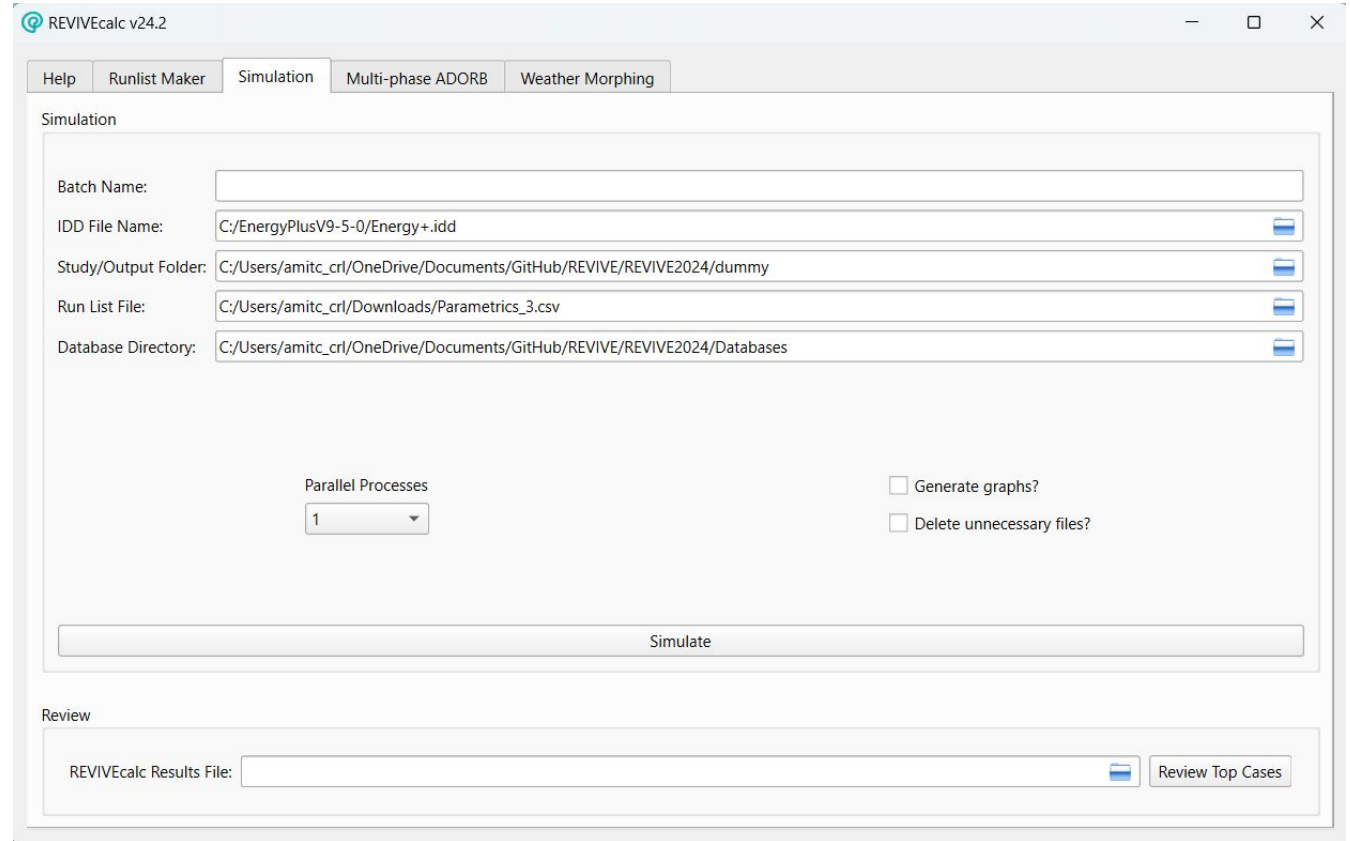 REVIVEcalc v24.2
Help Runlist Maker Simulation Multi-phase ADORB Weather Morphing
Simulation
Batch Name:
IDD File Name: C:/EnergyPlusV9-5-0/Energy+.idd
Study/Output Folder: C:/Users/amitc_crl/OneDrive/Documents/GitHub/REVIVE/REVIVE2024/dummy
Run List File: C:/Users/amitc_crl/Downloads/Parametrics_3.csv
Database Directory: C:/Users/amitc_crl/OneDrive/Documents/GitHub/REVIVE/REVIVE2024/Databases
Parallel Processes
Generate graphs?
1
Delete unnecessary files?
Simulate
Review
REVIVEcalc Results File: Review Top Cases